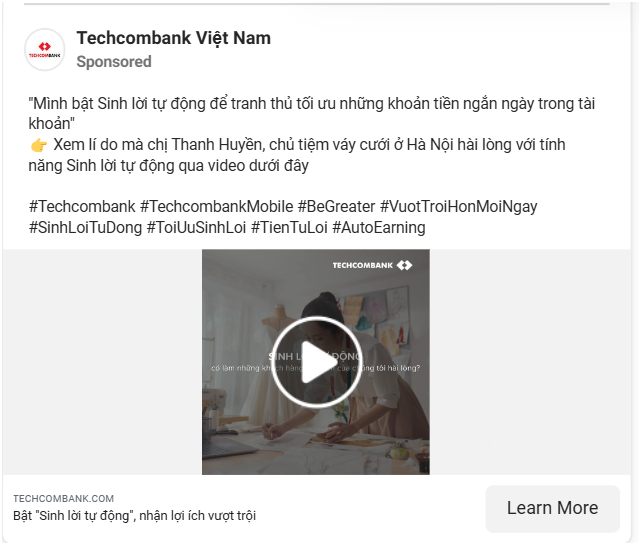 TECHCOMBANK
Techcombank Việt Nam
Sponsored
"Mình bật Sinh lời tự động để tranh thủ tối ưu những khoản tiền ngắn ngày trong tài
khoản"
👉 Xem lí do mà chị Thanh Huyền, chủ tiệm váy cưới ở Hà Nội hài lòng với tính
năng Sinh lời tự động qua video dưới đây
#Techcombank #TechcombankMobile #BeGreater #VuotTroiHonMoiNgay
#SinhLoiTuDong #ToiUuSinhLoi #TienTuLoi #AutoEarning
TECHCOMBANK
SINH ĐỘNG
có làm những khách hàng của chúng tôi hài lòng?
TECHCOMBANK.COM
Bật "Sinh lời tự động", nhận lợi ích vượt trội
Learn More